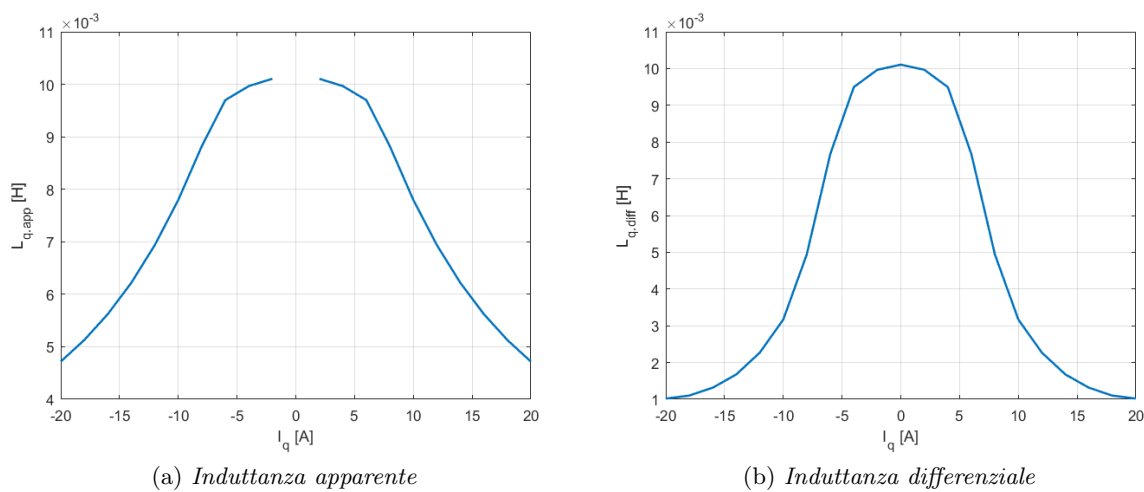 ×10⁻³
11
10
9
8
7
6
5
4
L_q.app [H]
-20 -15 -10 -5 0 5 10 15 20
I_q [A]
(a) Induttanza apparente
×10⁻³
11
10
9
8
7
6
5
4
3
2
1
L_q.diff [H]
-20 -15 -10 -5 0 5 10 15 20
I_q [A]
(b) Induttanza differenziale